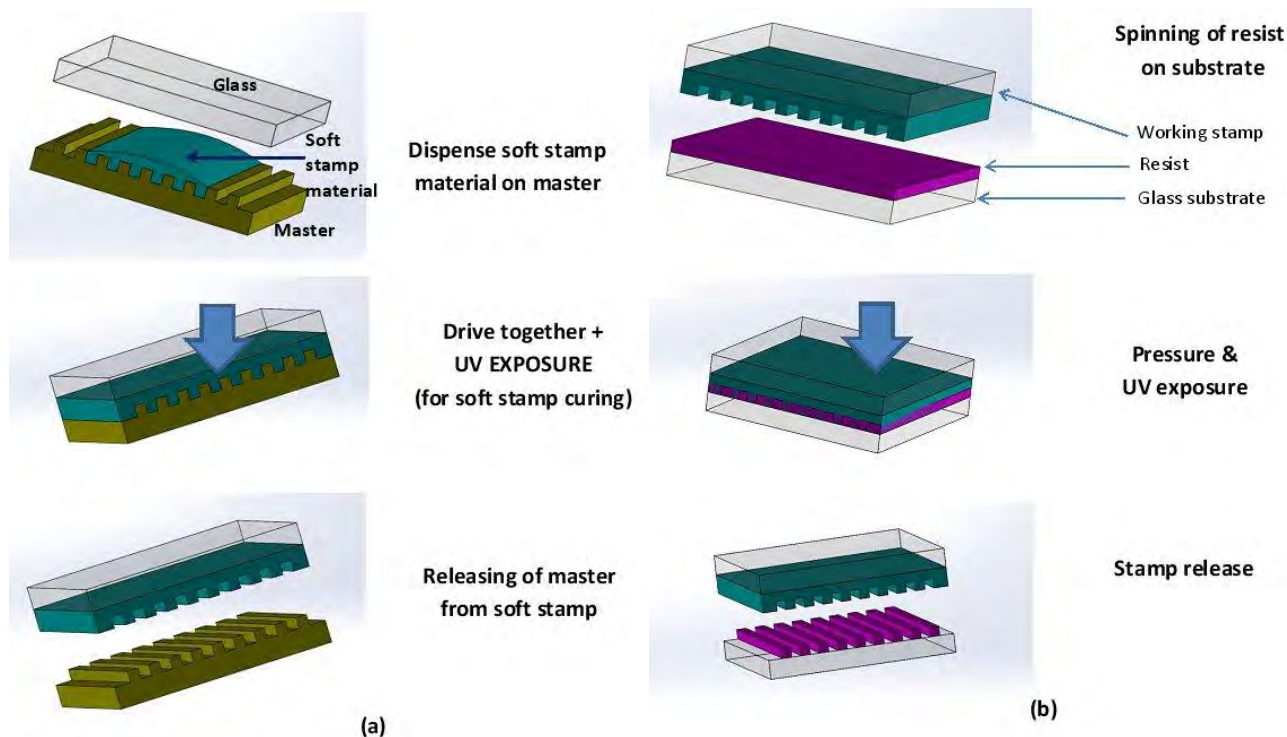 Glass
Soft
stamp
material
Master
Dispense soft stamp
material on master
Drive together +
UV EXPOSURE
(for soft stamp curing)
Releasing of master
from soft stamp
(a)
Spinning of resist
on substrate
Working stamp
Resist
Glass substrate
Pressure &
UV exposure
Stamp release
(b)